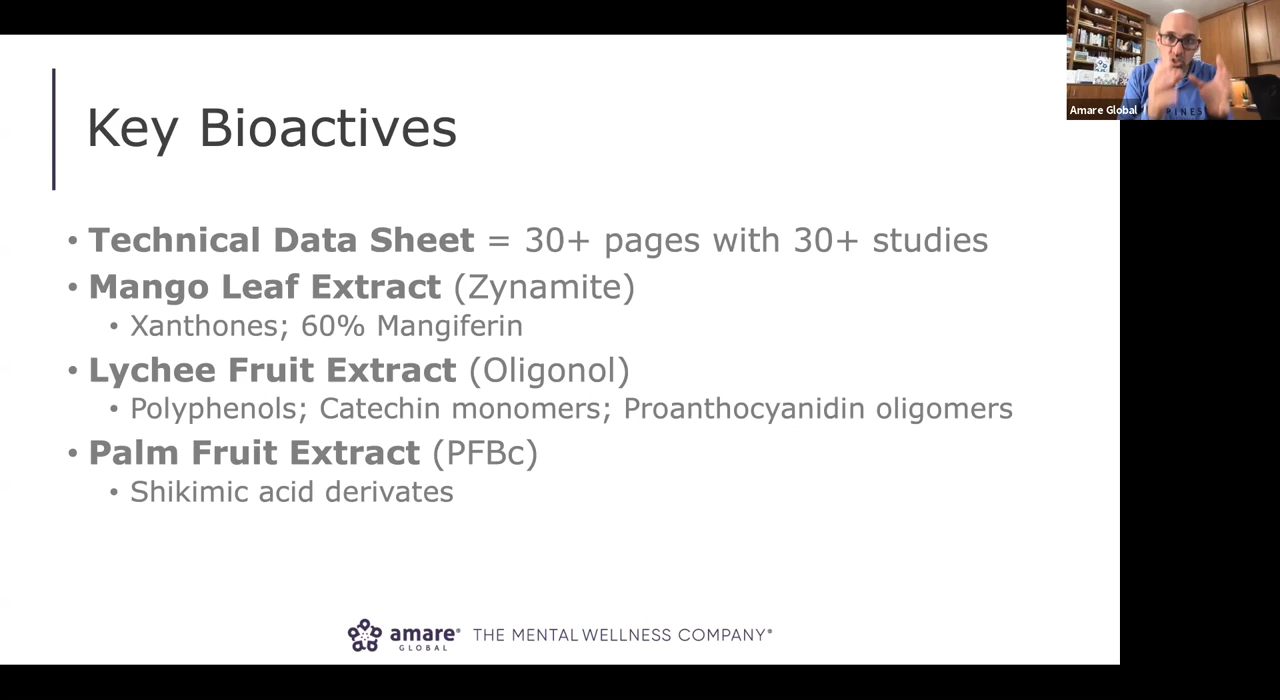 Amare Global
PINES
Key Bioactives
• Technical Data Sheet = 30+ pages with 30+ studies
• Mango Leaf Extract (Zynamite)
• Xanthones; 60% Mangiferin
• Lychee Fruit Extract (Oligonol)
• Polyphenols; Catechin monomers; Proanthocyanidin oligomers
• Palm Fruit Extract (PFBc)
• Shikimic acid derivates
amare® THE MENTAL WELLNESS COMPANY®
GLOBAL